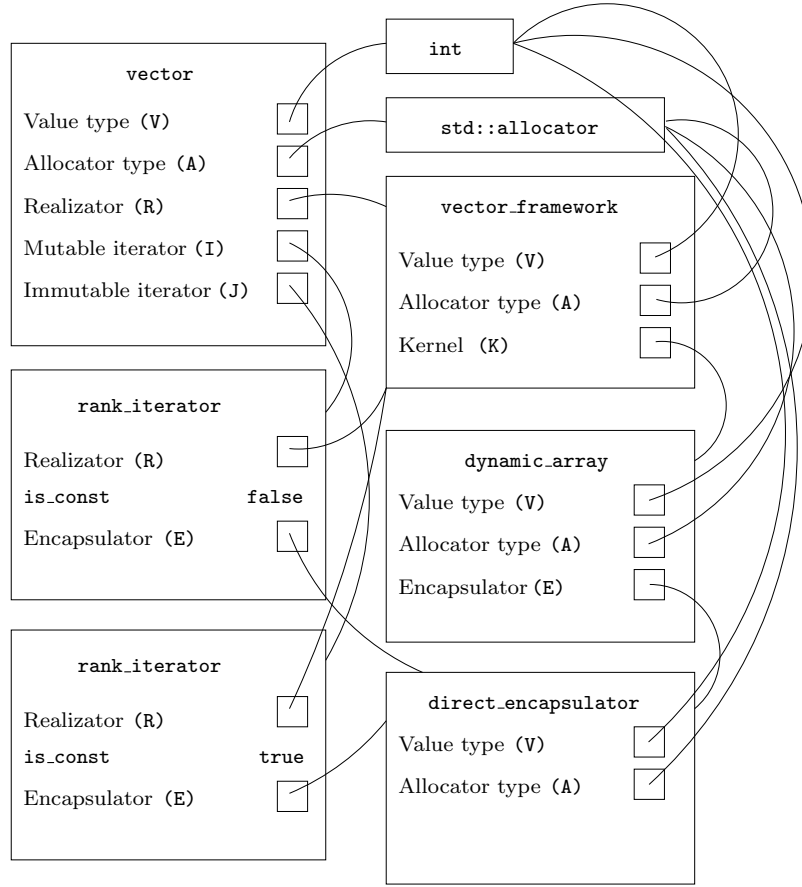 vector
Value type (V)
Allocator type (A)
Realizator (R)
Mutable iterator (I)
Immutable iterator (J)
rank_iterator
Realizator (R)
is_const false
Encapsulator (E)
rank_iterator
Realizator (R)
is_const true
Encapsulator (E)
int
std::allocator
vector_framework
Value type (V)
Allocator type (A)
Kernel (K)
dynamic_array
Value type (V)
Allocator type (A)
Encapsulator (E)
direct_encapsulator
Value type (V)
Allocator type (A)